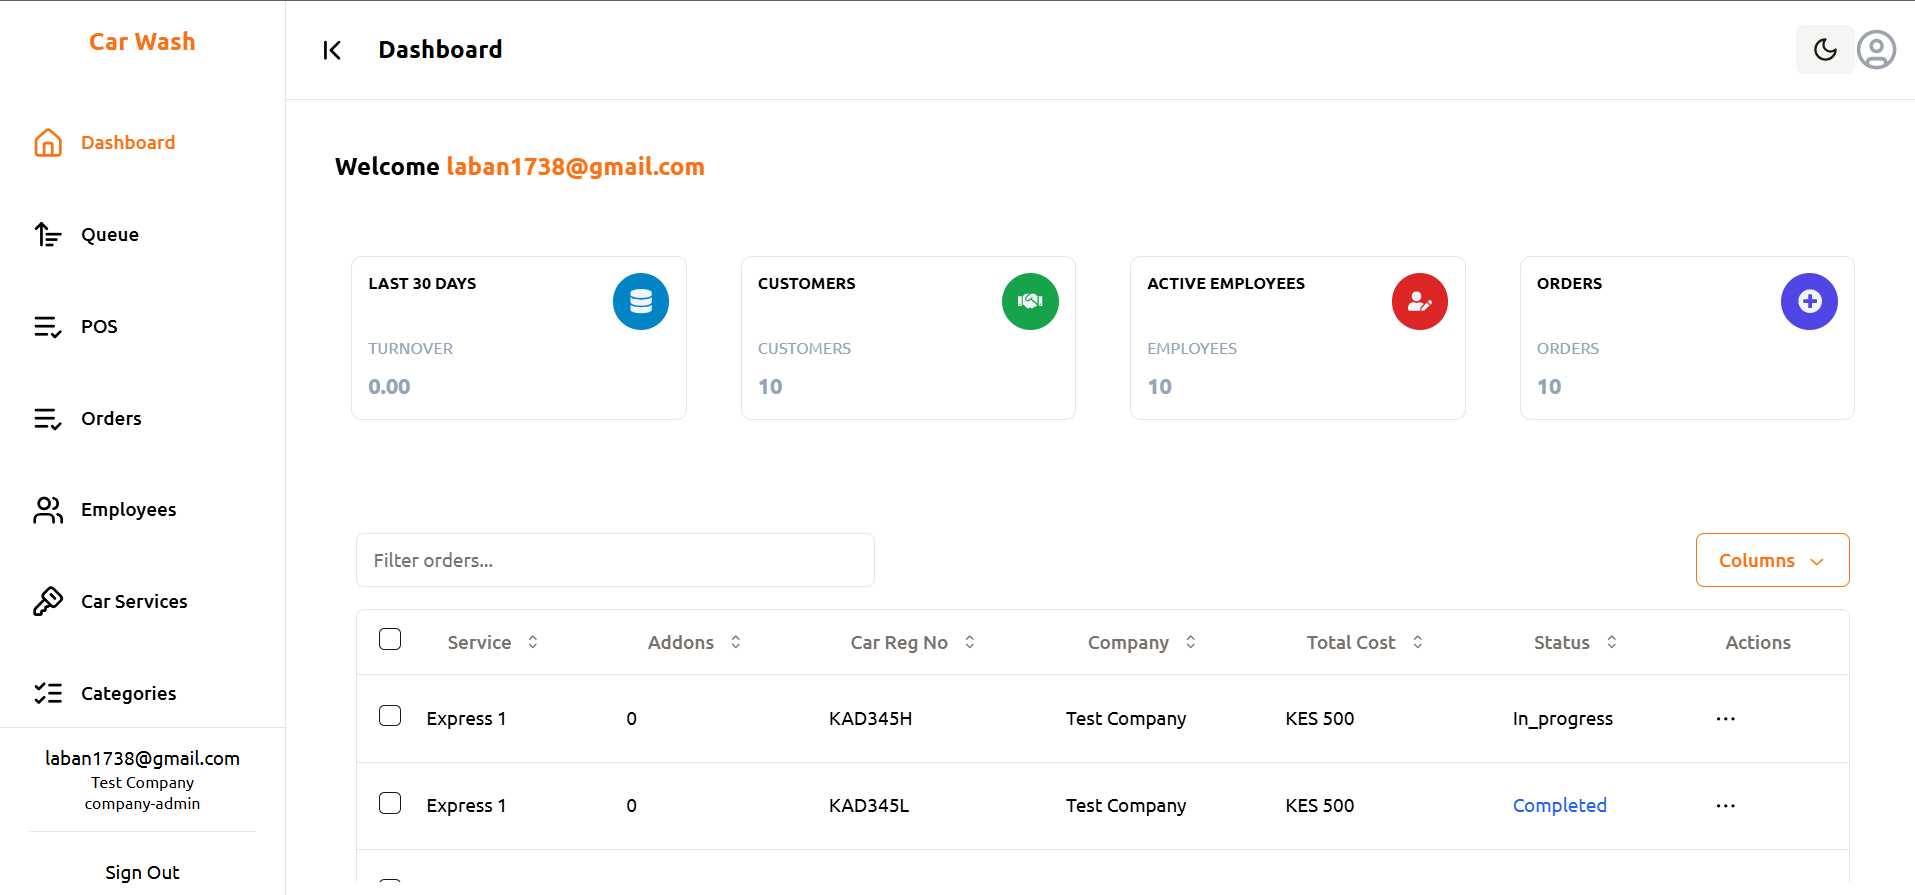 Car Wash
Dashboard
Queue
POS
Orders
Employees
Car Services
Categories
laban1738@gmail.com
Test Company
company-admin
Sign Out
Dashboard
Welcome laban1738@gmail.com
LAST 30 DAYS
TURNOVER
0.00
CUSTOMERS
CUSTOMERS
10
ACTIVE EMPLOYEES
EMPLOYEES
10
ORDERS
ORDERS
10
Filter orders...
Columns
Service Addons Car Reg No Company Total Cost Status Actions
Express 1 0 KAD345H Test Company KES 500 In_progress ...
Express 1 0 KAD345L Test Company KES 500 Completed ...